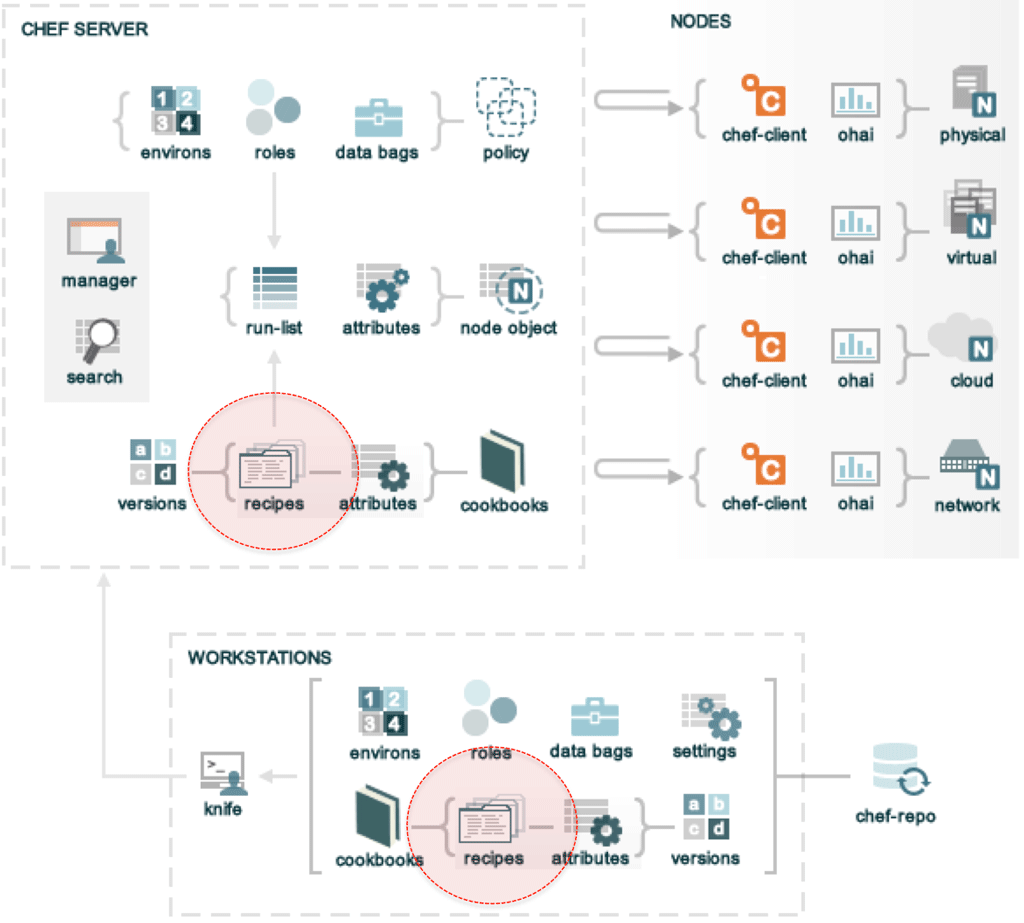 CHEF SERVER
1 2
3 4
environs
roles
data bags
policy
manager
search
run-list
attributes
N
node object
a b
c d
versions
recipes
attributes
cookbooks
NODES
C
chef-client
ohai
N
physical
C
chef-client
ohai
N
virtual
C
chef-client
ohai
N
cloud
C
chef-client
ohai
N
network
WORKSTATIONS
>_
knife
1 2
3 4
environs
roles
data bags
settings
cookbooks
recipes
attributes
a b
c d
versions
chef-repo